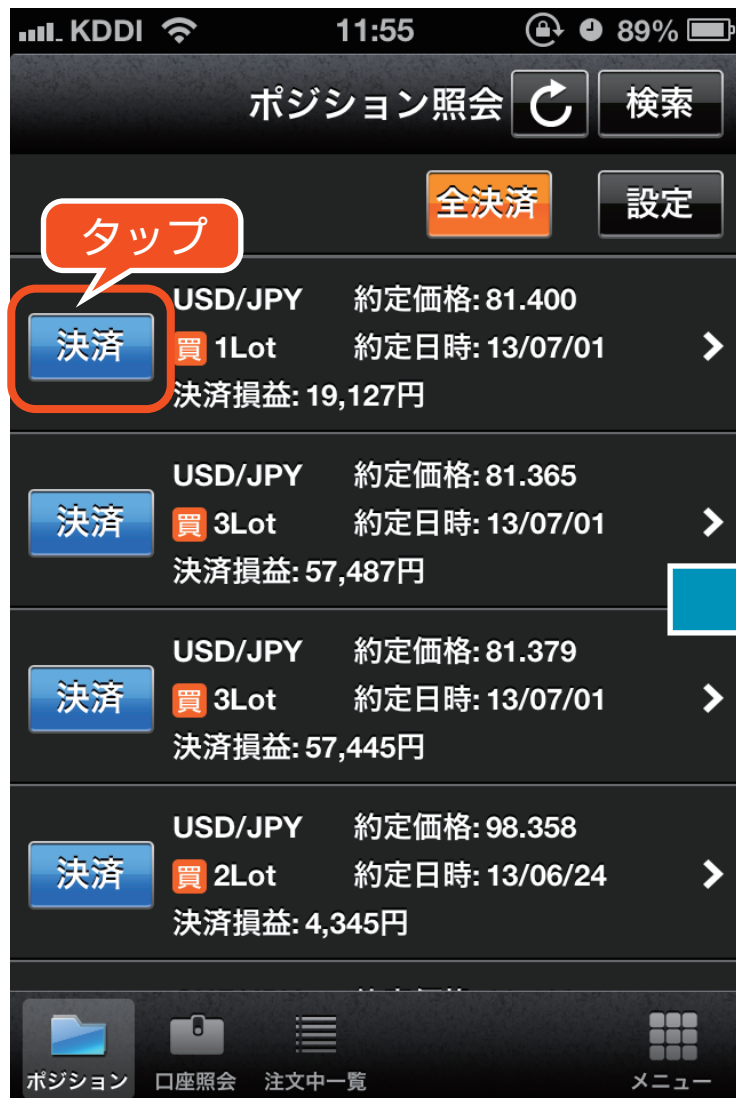 KDDI 11:55 89%
ポジション照会 検索
全決済 設定
タップ
USD/JPY 約定価格: 81.400
決済 買 1Lot 約定日時: 13/07/01
決済損益: 19,127円
USD/JPY 約定価格: 81.365
決済 買 3Lot 約定日時: 13/07/01
決済損益: 57,487円
USD/JPY 約定価格: 81.379
決済 買 3Lot 約定日時: 13/07/01
決済損益: 57,445円
USD/JPY 約定価格: 98.358
決済 買 2Lot 約定日時: 13/06/24
決済損益: 4,345円
ポジション 口座照会 注文中一覧 メニュー